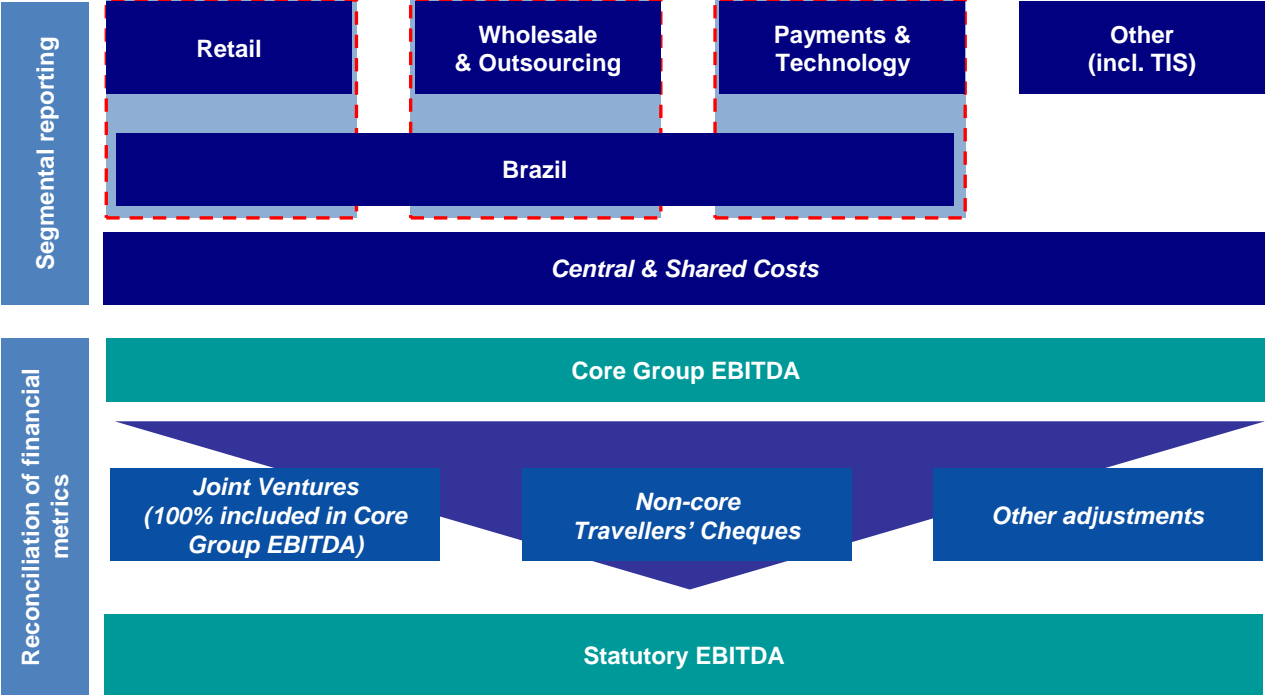 Segmental reporting
Retail
Wholesale
& Outsourcing
Payments &
Technology
Other
(incl. TIS)
Brazil
Central & Shared Costs
Reconciliation of financial
metrics
Core Group EBITDA
Joint Ventures
(100% included in Core
Group EBITDA)
Non-core
Travellers’ Cheques
Other adjustments
Statutory EBITDA